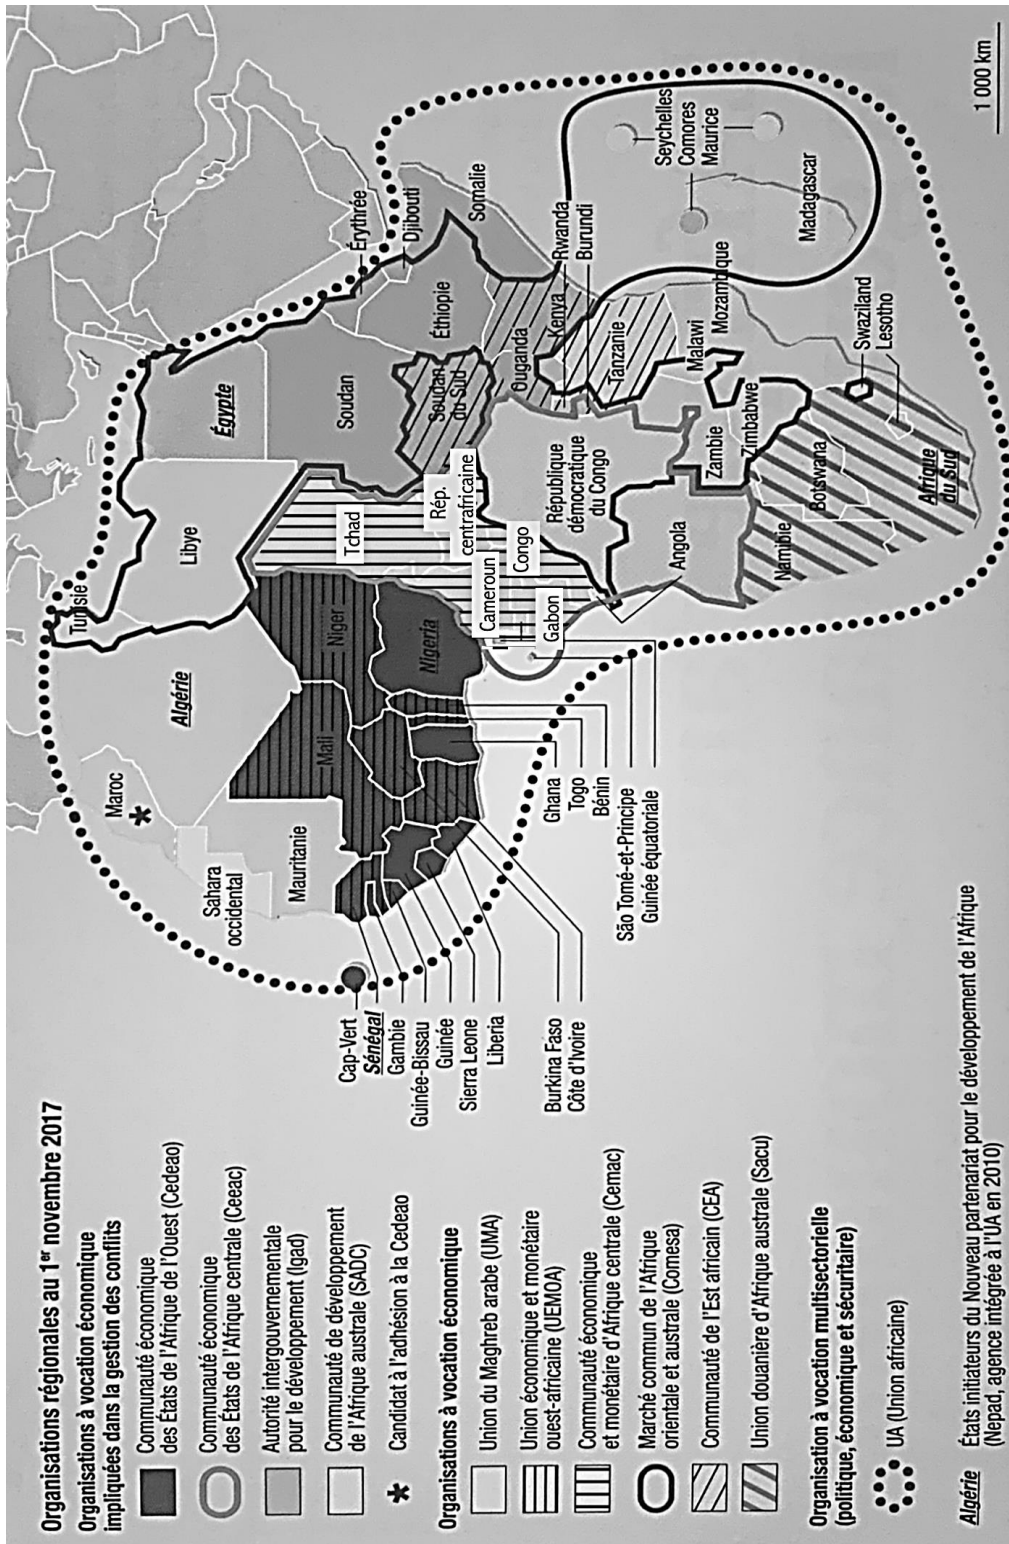 Organisations régionales au 1er novembre 2017
Organisations à vocation économique
impliquées dans la gestion des conflits
Communauté économique
des États de l'Afrique de l'Ouest (Cedeao)
Communauté économique
des États de l'Afrique centrale (Ceeac)
Autorité intergouvernementale
pour le développement (Igad)
Communauté de développement
de l'Afrique australe (SADC)
Candidat à l'adhésion à la Cedeao
Organisations à vocation économique
Union du Maghreb arabe (UMA)
Union économique et monétaire
ouest-africaine (UEMOA)
Communauté économique
et monétaire d'Afrique centrale (Cemac)
Marché commun de l'Afrique
orientale et australe (Comesa)
Communauté de l'Est africain (CEA)
Union douanière d'Afrique australe (Sacu)
Organisation à vocation multisectorielle
(politique, économique et sécuritaire)
UA (Union africaine)
Algérie
États initiateurs du Nouveau partenariat pour le développement de l'Afrique
(Nepad, agence intégrée à l'UA en 2010)
Tunisie
Maroc
Algérie
Libye
Égypte
Sahara
occidental
Mauritanie
Mali
Niger
Tchad
Soudan
Érythrée
Djibouti
Cap-Vert
Sénégal
Gambie
Guinée-Bissau
Guinée
Sierra Leone
Liberia
Burkina Faso
Côte d'Ivoire
Ghana
Togo
Bénin
São Tomé-et-Principe
Guinée équatoriale
Nigeria
Cameroun
Rép.
centrafricaine
Soudan
du Sud
Éthiopie
Somalie
Congo
Gabon
République
démocratique
du Congo
Ouganda
Kenya
Rwanda
Burundi
Tanzanie
Angola
Zambie
Malawi
Mozambique
Zimbabwe
Namibie
Botswana
Afrique
du Sud
Swaziland
Lesotho
Seychelles
Comores
Maurice
Madagascar
1 000 km